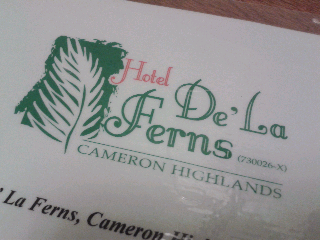 Hotel De' La
Ferns (730026-X)
CAMERON HIGHLANDS
' La Ferns, Cameron